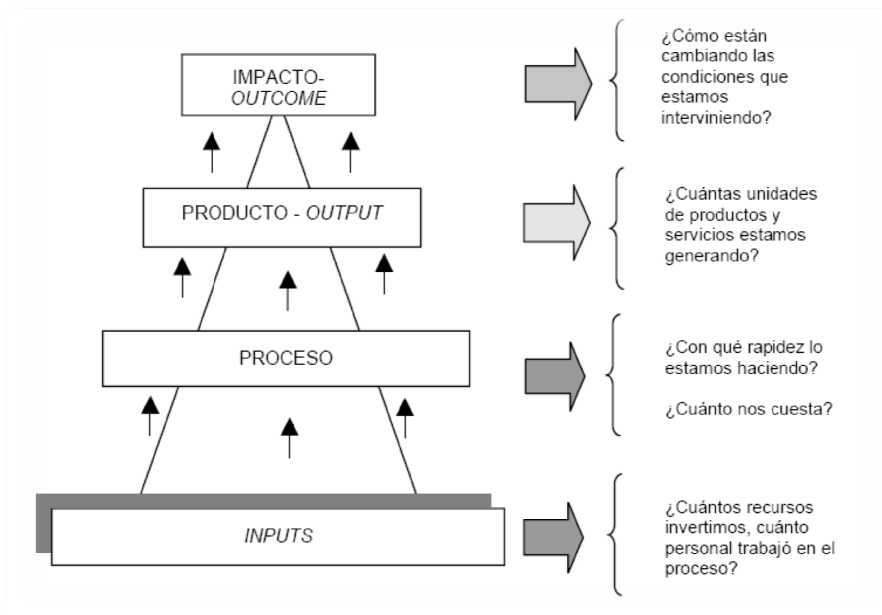 IMPACTO-
OUTCOME
¿Cómo están
cambiando las
condiciones que
estamos
interviniendo?
PRODUCTO - OUTPUT
¿Cuántas unidades
de productos y
servicios estamos
generando?
PROCESO
¿Con qué rapidez lo
estamos haciendo?
¿Cuánto nos cuesta?
INPUTS
¿Cuántos recursos
invertimos, cuánto
personal trabajó en el
proceso?